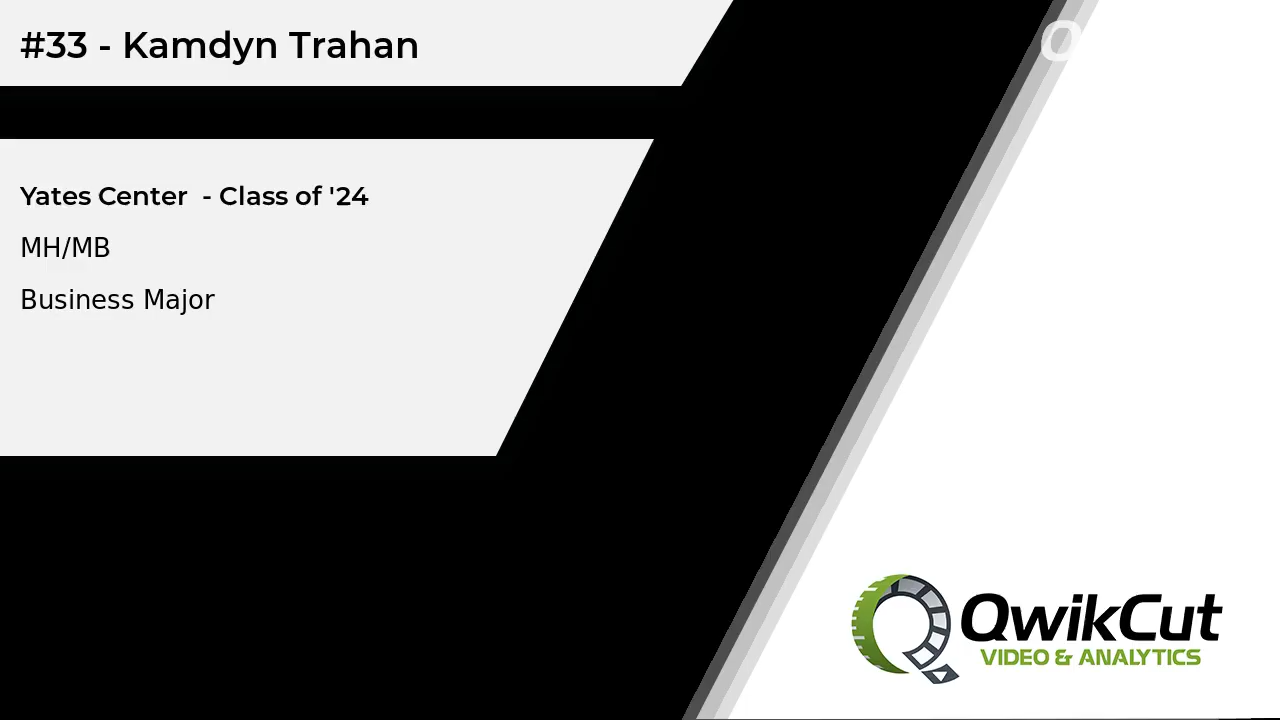 #33 - Kamdyn Trahan
Yates Center - Class of '24
MH/MB
Business Major
QwikCut
VIDEO & ANALYTICS